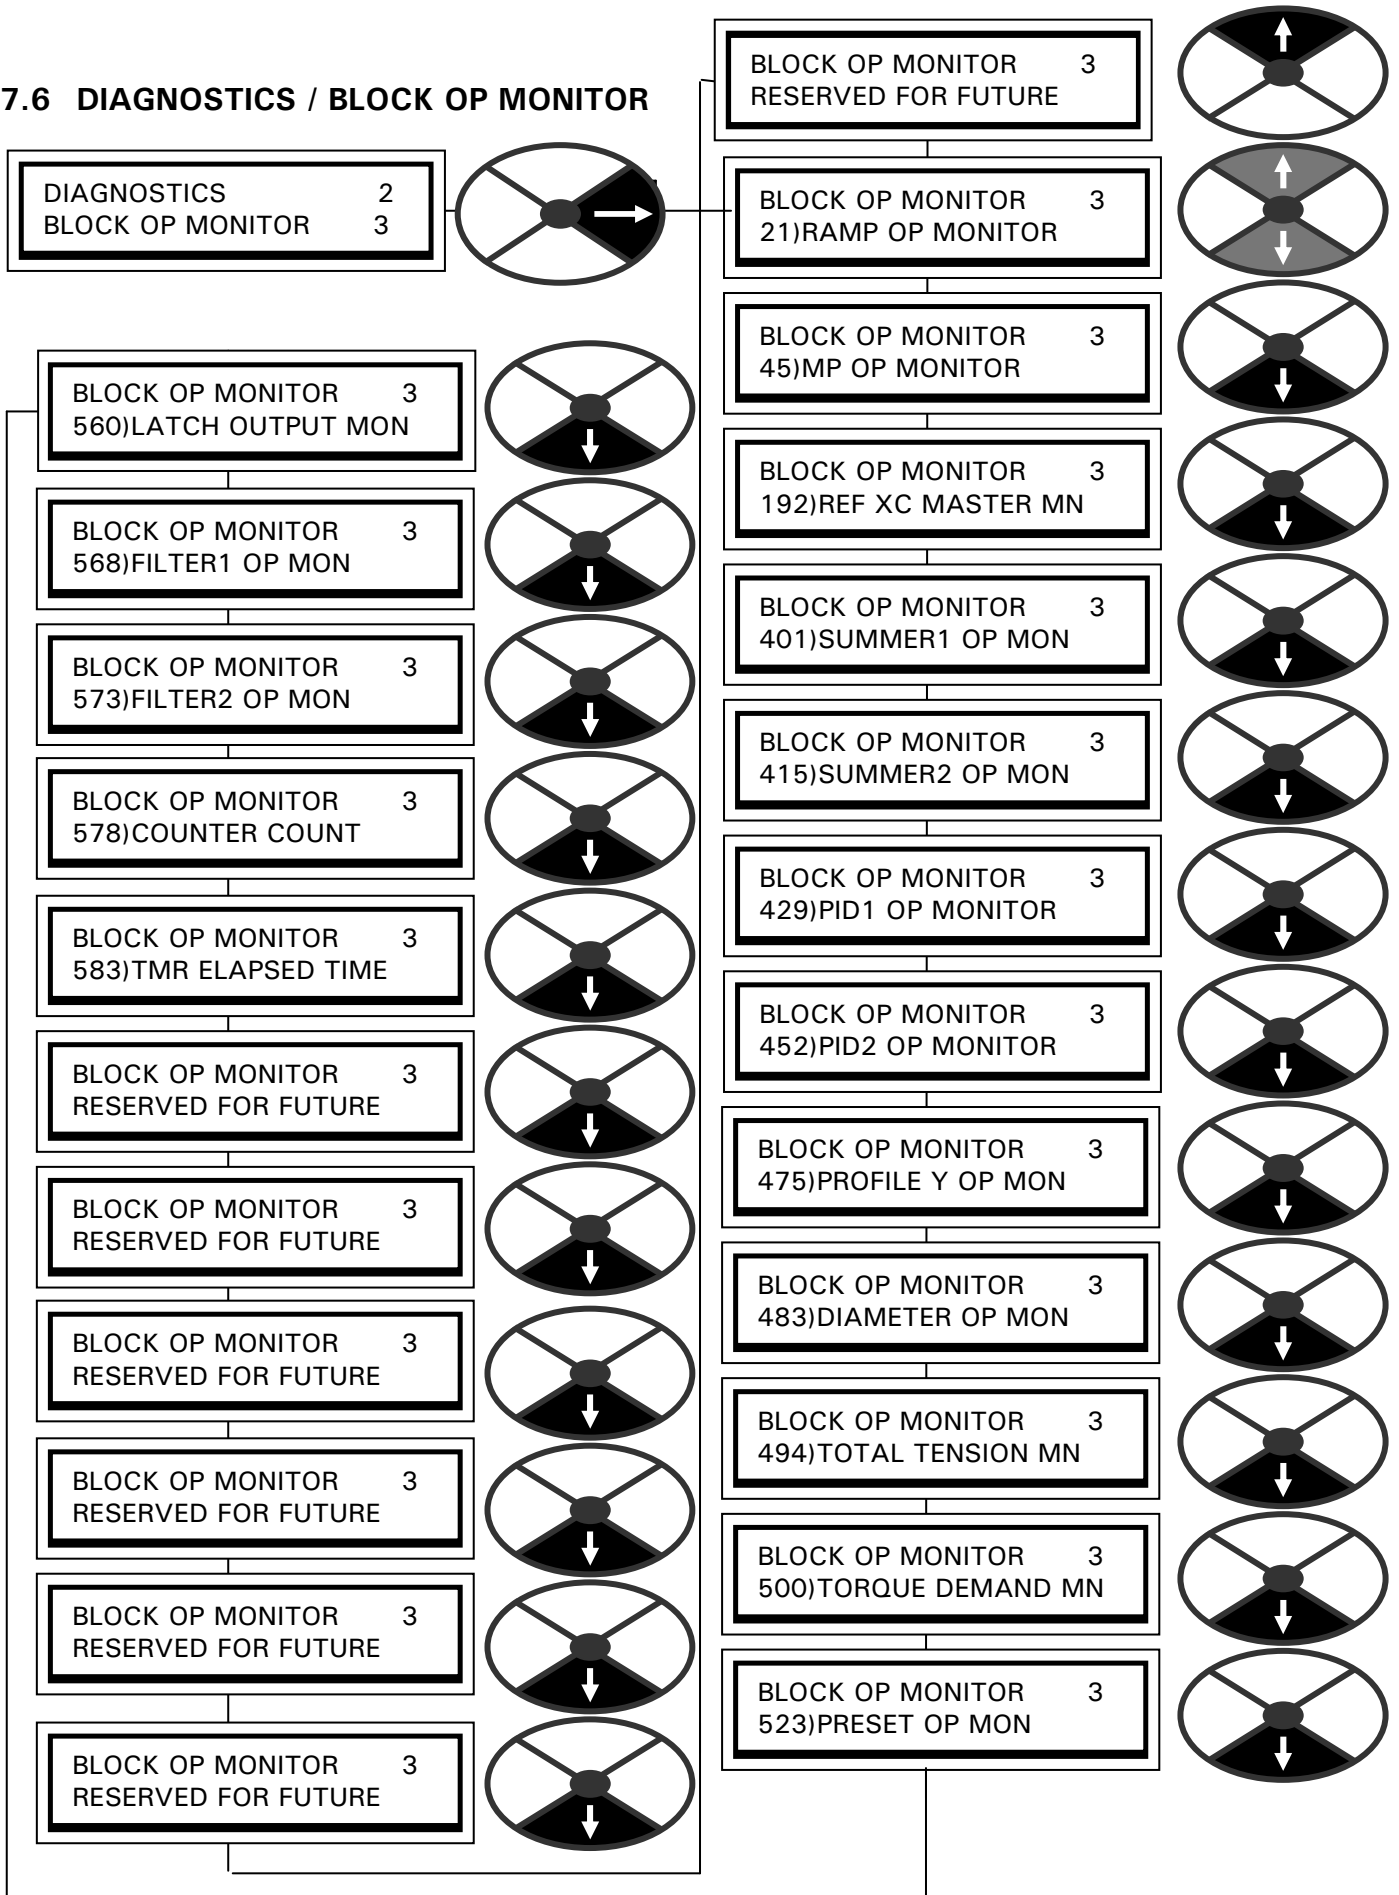 7.6 DIAGNOSTICS / BLOCK OP MONITOR
DIAGNOSTICS 2
BLOCK OP MONITOR 3
BLOCK OP MONITOR 3
RESERVED FOR FUTURE
BLOCK OP MONITOR 3
21)RAMP OP MONITOR
BLOCK OP MONITOR 3
45)MP OP MONITOR
BLOCK OP MONITOR 3
192)REF XC MASTER MN
BLOCK OP MONITOR 3
401)SUMMER1 OP MON
BLOCK OP MONITOR 3
415)SUMMER2 OP MON
BLOCK OP MONITOR 3
429)PID1 OP MONITOR
BLOCK OP MONITOR 3
452)PID2 OP MONITOR
BLOCK OP MONITOR 3
475)PROFILE Y OP MON
BLOCK OP MONITOR 3
483)DIAMETER OP MON
BLOCK OP MONITOR 3
494)TOTAL TENSION MN
BLOCK OP MONITOR 3
500)TORQUE DEMAND MN
BLOCK OP MONITOR 3
523)PRESET OP MON
BLOCK OP MONITOR 3
560)LATCH OUTPUT MON
BLOCK OP MONITOR 3
568)FILTER1 OP MON
BLOCK OP MONITOR 3
573)FILTER2 OP MON
BLOCK OP MONITOR 3
578)COUNTER COUNT
BLOCK OP MONITOR 3
583)TMR ELAPSED TIME
BLOCK OP MONITOR 3
RESERVED FOR FUTURE
BLOCK OP MONITOR 3
RESERVED FOR FUTURE
BLOCK OP MONITOR 3
RESERVED FOR FUTURE
BLOCK OP MONITOR 3
RESERVED FOR FUTURE
BLOCK OP MONITOR 3
RESERVED FOR FUTURE
BLOCK OP MONITOR 3
RESERVED FOR FUTURE